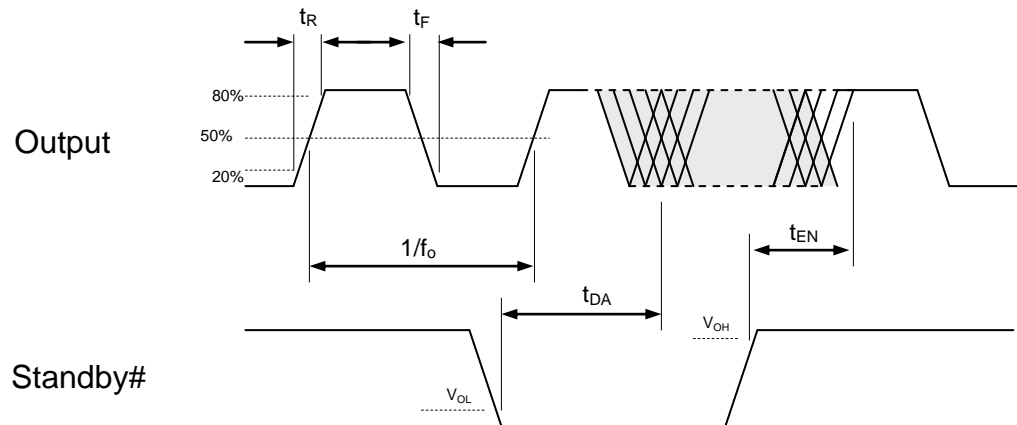 tR
tF
80%
Output
50%
20%
1/fo
tEN
tDA
VOH
Standby#
VOL